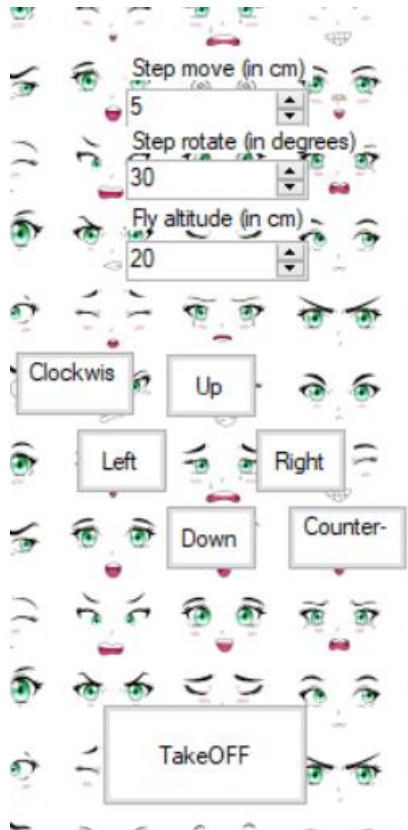 Step move (in cm)
5
Step rotate (in degrees)
30
Fly altitude (in cm)
20
Clockwis
Up
Left
Right
Down
Counter-
TakeOFF